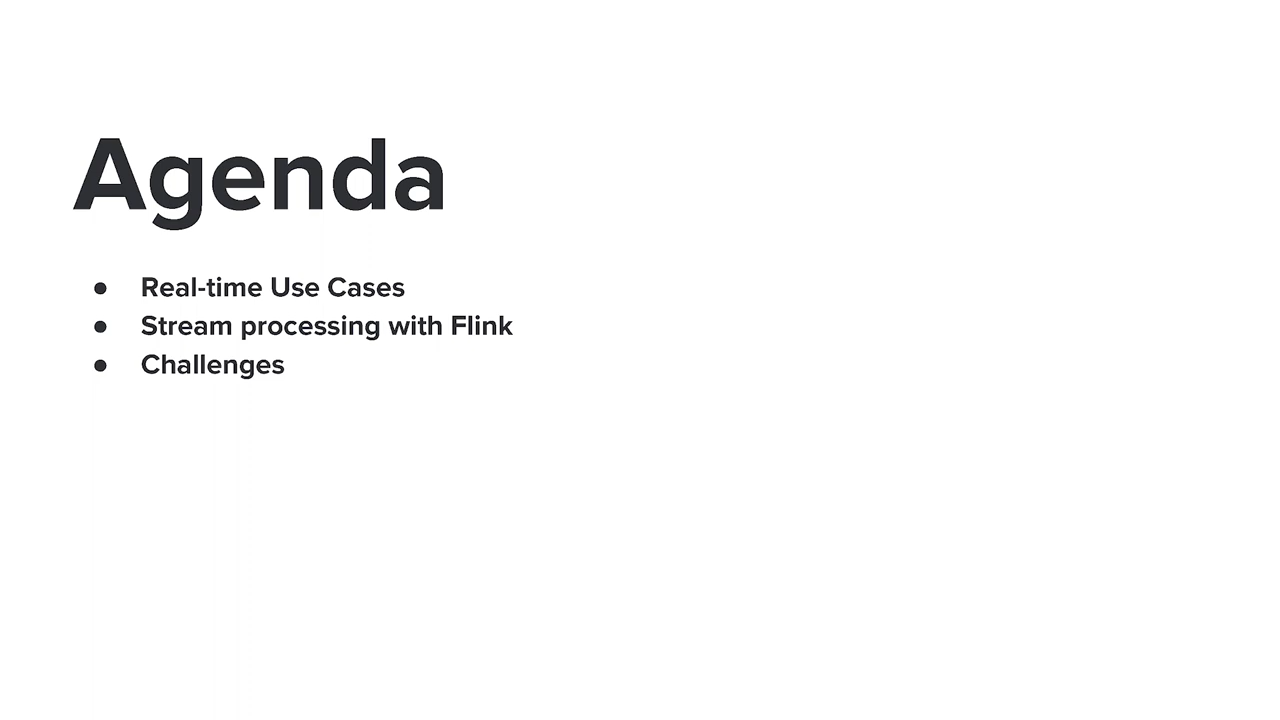 Agenda
● Real-time Use Cases
● Stream processing with Flink
● Challenges